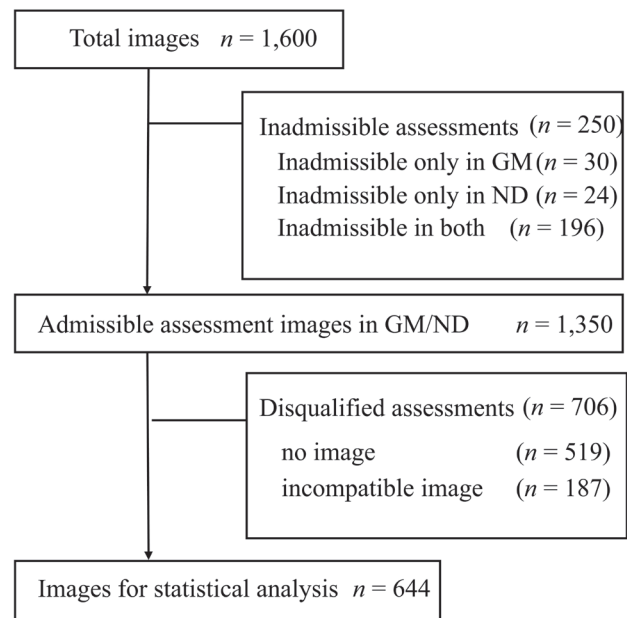 Total images n = 1,600
Inadmissible assessments (n = 250)
Inadmissible only in GM (n = 30)
Inadmissible only in ND (n = 24)
Inadmissible in both (n = 196)
Admissible assessment images in GM/ND n = 1,350
Disqualified assessments (n = 706)
no image (n = 519)
incompatible image (n = 187)
Images for statistical analysis n = 644